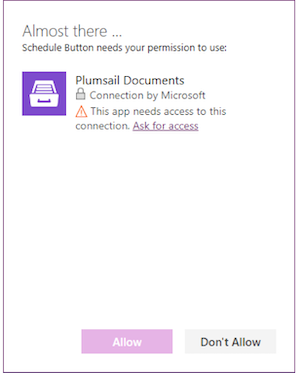 Almost there ...
Schedule Button needs your permission to use:
Plumsail Documents
Connection by Microsoft
This app needs access to this
connection. Ask for access
Allow
Don't Allow